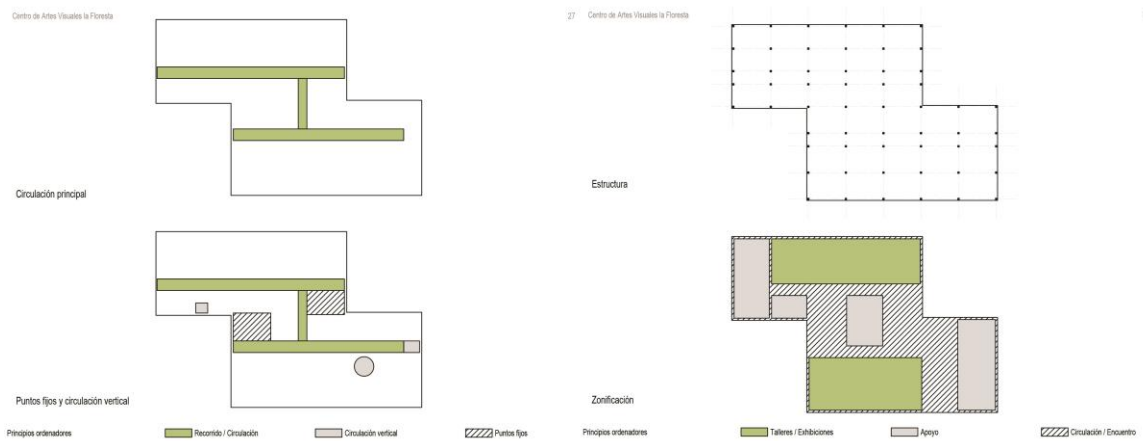 Centro de Artes Visuales la Floresta
Circulación principal
Puntos fijos y circulación vertical
Principios ordenadores
Recorrido / Circulación
Circulación vertical
Puntos fijos
27
Centro de Artes Visuales la Floresta
Estructura
Zonificación
Principios ordenadores
Talleres / Exhibiciones
Apoyo
Circulación / Encuentro